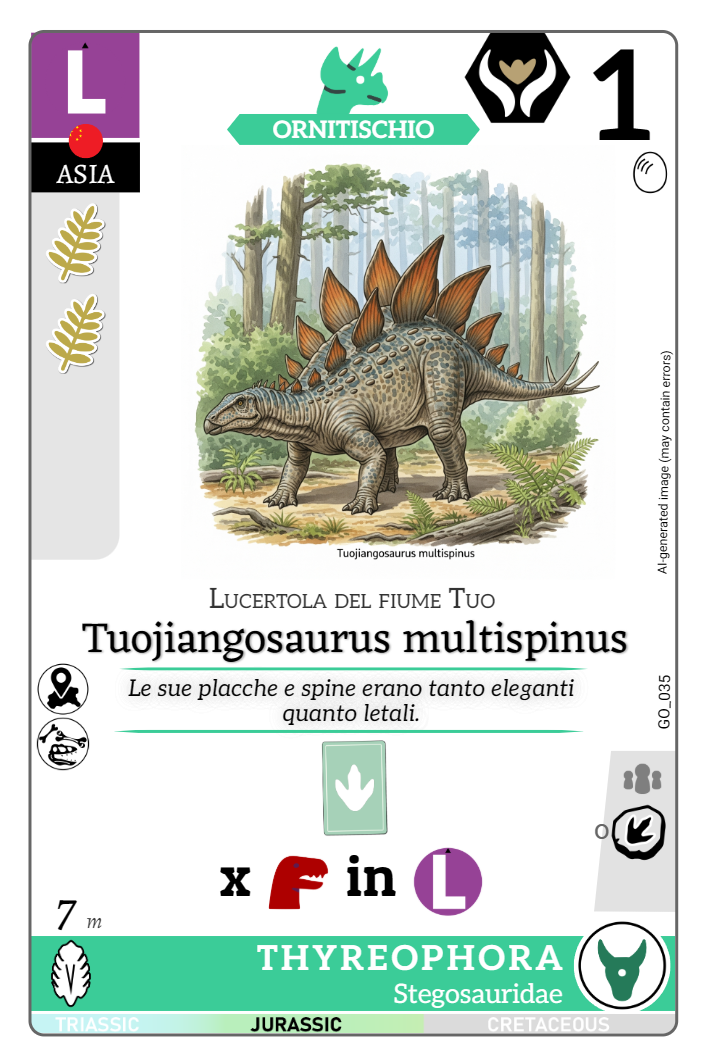 L
ASIA
ORNITISCHIO
1
AI-generated image (may contain errors)
Tuojiangosaurus multispinus
Lucertola del fiume Tuo
Tuojiangosaurus multispinus
Le sue placche e spine erano tanto eleganti
quanto letali.
GO_035
o
x in L
7 m
THYREOPHORA
Stegosauridae
TRIASSIC JURASSIC CRETACEOUS